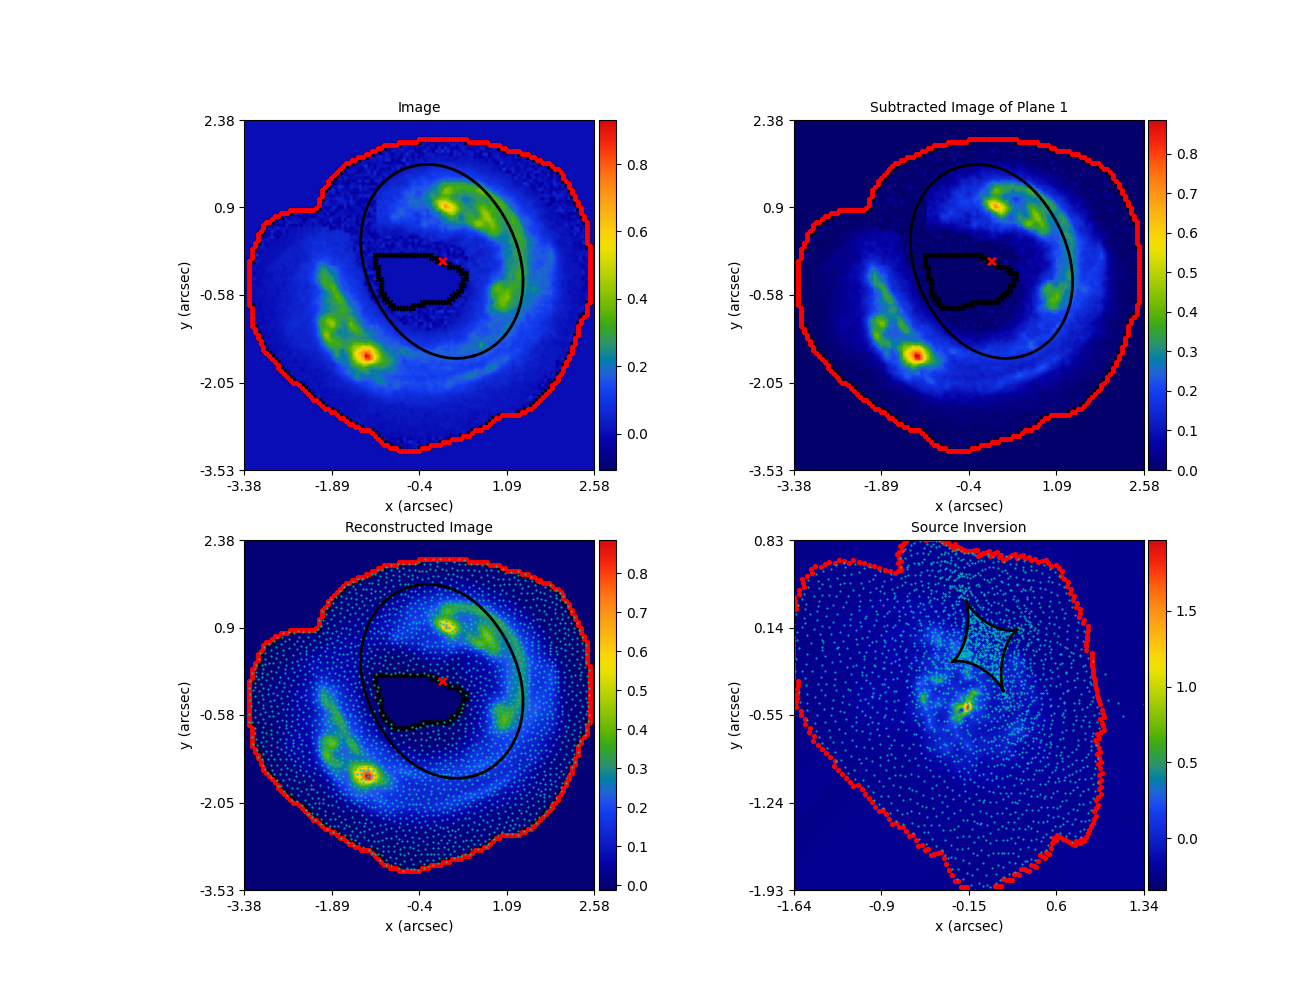 Image
2.38
0.9
-0.58
-2.05
-3.53
y (arcsec)
-3.38 -1.89 -0.4 1.09 2.58
x (arcsec)
0.8
0.6
0.4
0.2
0.0
Subtracted Image of Plane 1
2.38
0.9
-0.58
-2.05
-3.53
y (arcsec)
-3.38 -1.89 -0.4 1.09 2.58
x (arcsec)
0.8
0.7
0.6
0.5
0.4
0.3
0.2
0.1
0.0
Reconstructed Image
2.38
0.9
-0.58
-2.05
-3.53
y (arcsec)
-3.38 -1.89 -0.4 1.09 2.58
x (arcsec)
0.8
0.7
0.6
0.5
0.4
0.3
0.2
0.1
0.0
Source Inversion
0.83
0.14
-0.55
-1.24
-1.93
y (arcsec)
-1.64 -0.9 -0.15 0.6 1.34
x (arcsec)
1.5
1.0
0.5
0.0